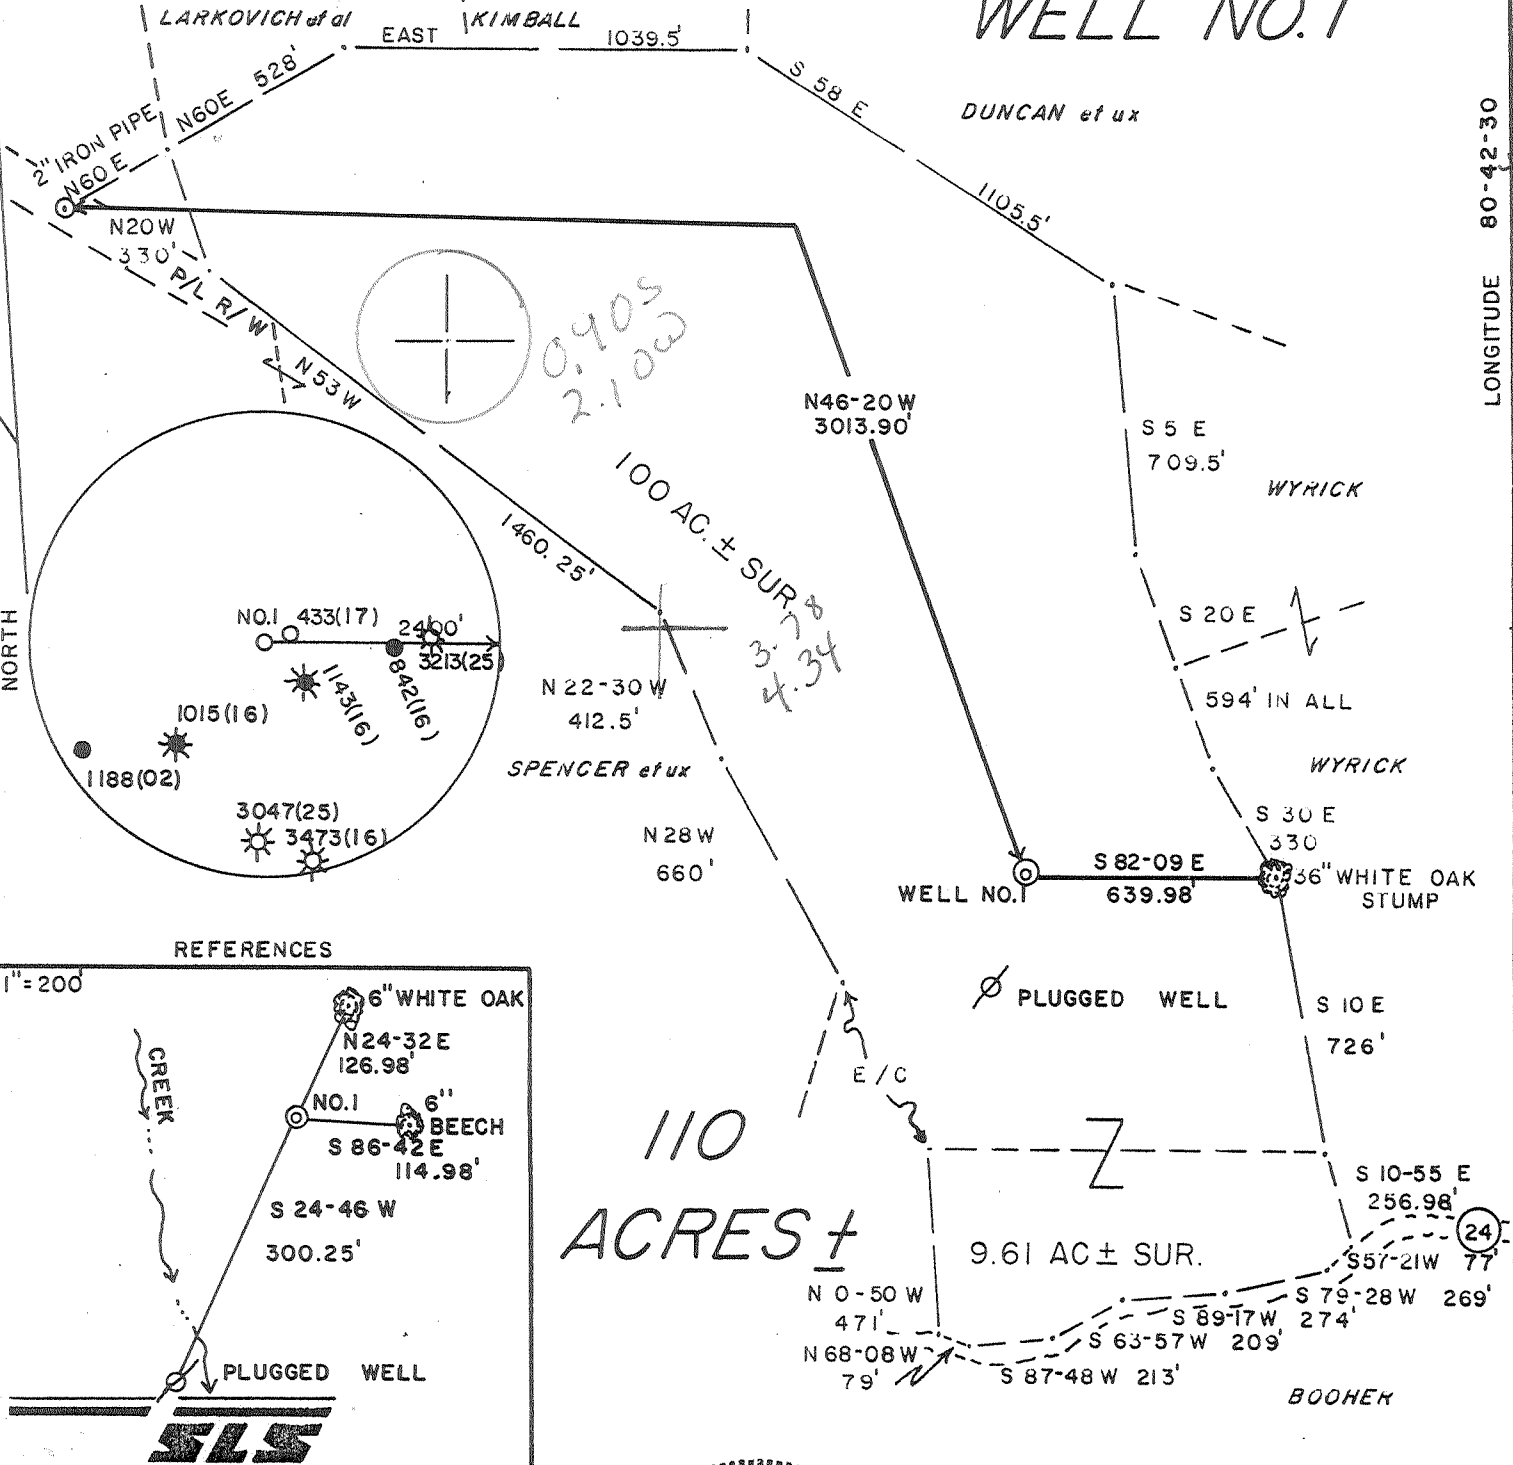 WELL NO.1
LARKOVICH et al
KIMBALL
EAST
1039.5'
N60E 528'
2" IRON PIPE
N60 E
N20 W
330'
P/L R/W
N 53 W
1460.25'
S 58 E
1105.5'
DUNCAN et ux
LONGITUDE 80-42-30
0.90S
2.10W
N46-20 W
3013.90'
100 AC. ± SUR.
3.78
4.34
S 5 E
709.5'
WYRICK
S 20 E
594' IN ALL
WYRICK
S 30 E
330
NORTH
NO.1
433(17)
2400'
3213(25)
842(16)
1143(16)
1015(16)
1188(02)
3047(25)
3473(16)
N 22-30 W
412.5'
SPENCER et ux
N 28 W
660'
WELL NO.1
S 82-09 E
639.98'
36" WHITE OAK
STUMP
PLUGGED WELL
S 10 E
726'
E/C
REFERENCES
1"=200'
6" WHITE OAK
N24-32 E
126.98'
CREEK
NO.1
6"
BEECH
S 86-42 E
114.98'
S 24-46 W
300.25'
PLUGGED WELL
SLS
110
ACRES ±
9.61 AC ± SUR.
S 10-55 E
256.98'
24
S57-21W 77'
S 79-28 W 269'
S 89-17 W 274'
S 63-57 W 209'
S 87-48 W 213'
N 0-50 W
471'
N 68-08 W
79'
BOOHER